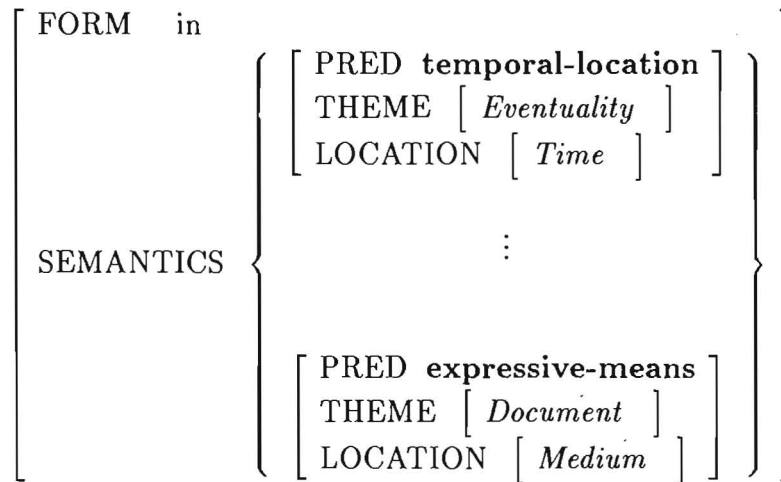 FORM in
SEMANTICS
PRED temporal-location
THEME [ Eventuality ]
LOCATION [ Time ]
⋮
PRED expressive-means
THEME [ Document ]
LOCATION [ Medium ]